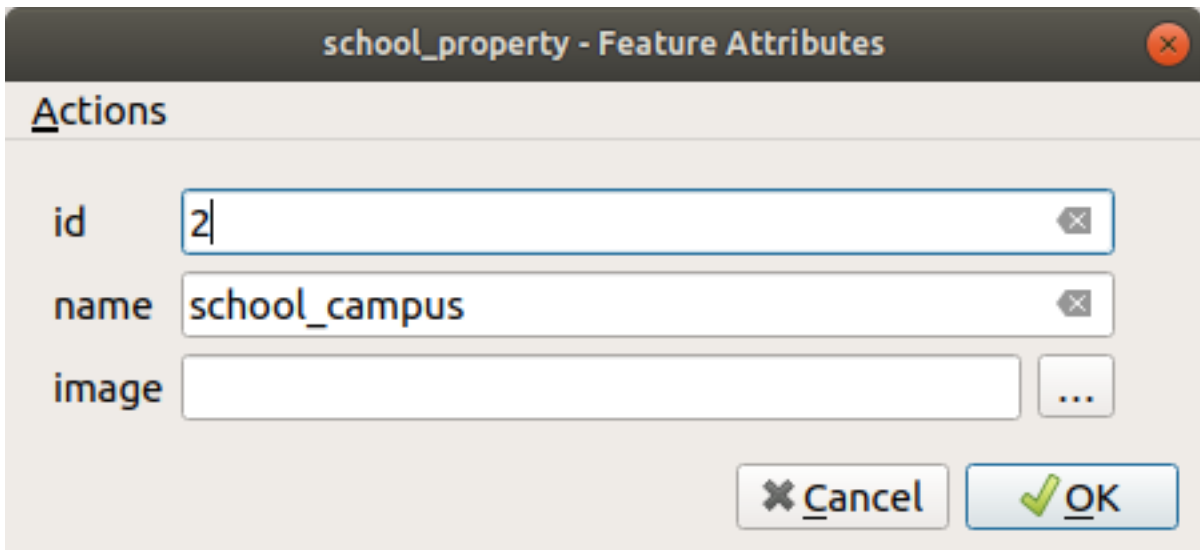 school_property - Feature Attributes
Actions
id 2
name school_campus
image ...
Cancel OK